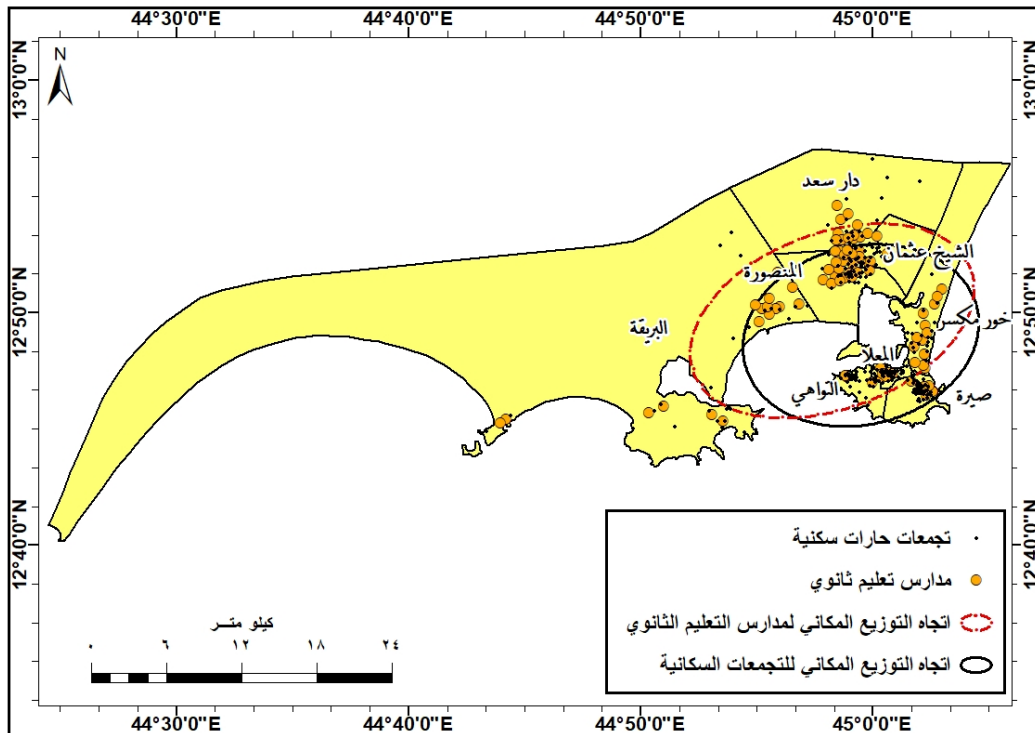 44°30'0"E 44°40'0"E 44°50'0"E 45°0'0"E
N
13°0'0"N 13°0'0"N
دار سعد
الشيخ عثمان
المنصورة
12°50'0"N 12°50'0"N
خور مكسر
البريقة
المعلا
التواهي
صيرة
12°40'0"N 12°40'0"N
تجمعات حارات سكنية
مدارس تعليم ثانوي
اتجاه التوزيع المكاني لمدارس التعليم الثانوي
اتجاه التوزيع المكاني للتجمعات السكانية
كيلو متـــر
٠ ٦ ١٢ ١٨ ٢٤
44°30'0"E 44°40'0"E 44°50'0"E 45°0'0"E